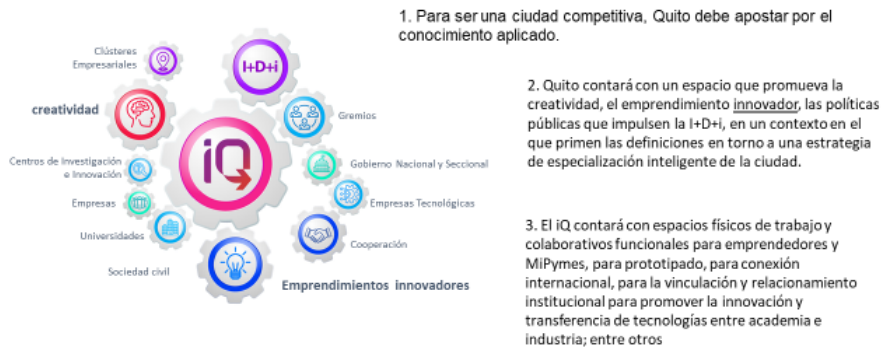 1. Para ser una ciudad competitiva, Quito debe apostar por el
conocimiento aplicado.
Clústeres
Empresariales
I+D+i
creatividad
Gremios
iQ
Centros de Investigación
e Innovación
Gobierno Nacional y Seccional
Empresas
Empresas Tecnológicas
Universidades
Cooperación
Sociedad civil
Emprendimientos innovadores
2. Quito contará con un espacio que promueva la
creatividad, el emprendimiento innovador, las políticas
públicas que impulsen la I+D+i, en un contexto en el
que primen las definiciones en torno a una estrategia
de especialización inteligente de la ciudad.
3. El iQ contará con espacios físicos de trabajo y
colaborativos funcionales para emprendedores y
MiPymes, para prototipado, para conexión
internacional, para la vinculación y relacionamiento
institucional para promover la innovación y
transferencia de tecnologías entre academia e
industria; entre otros